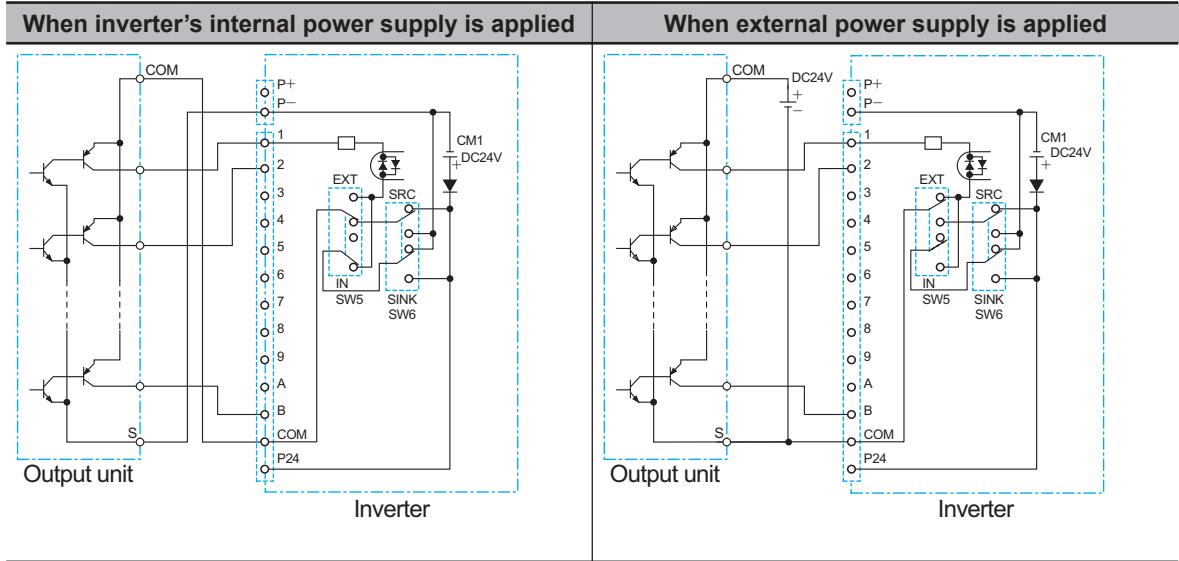 When inverter's internal power supply is applied
COM
P+
P−
1
2
3
4
5
6
7
8
9
A
B
COM
P24
CM1
DC24V
+
EXT
SRC
IN
SW5
SINK
SW6
S
Output unit
Inverter
When external power supply is applied
COM
DC24V
+
−
P+
P−
1
2
3
4
5
6
7
8
9
A
B
COM
P24
CM1
DC24V
+
EXT
SRC
IN
SW5
SINK
SW6
S
Output unit
Inverter